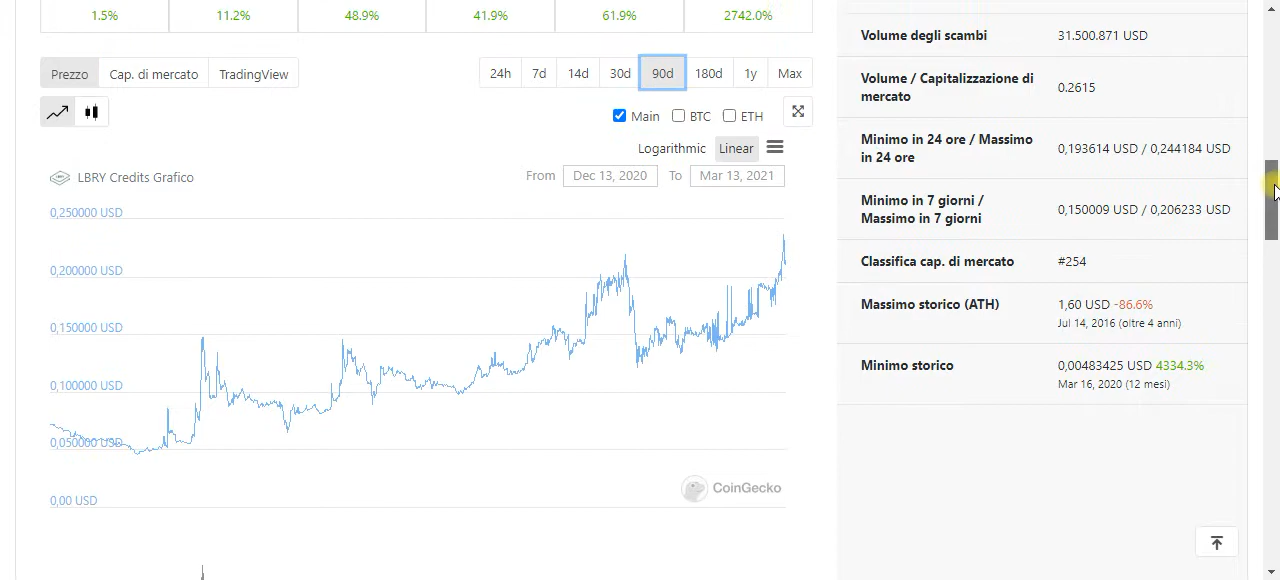 1.5%
11.2%
48.9%
41.9%
61.9%
2742.0%
Prezzo
Cap. di mercato
TradingView
24h
7d
14d
30d
90d
180d
1y
Max
Main
BTC
ETH
Logarithmic
Linear
LBRY Credits Grafico
From
Dec 13, 2020
To
Mar 13, 2021
0,250000 USD
0,200000 USD
0,150000 USD
0,100000 USD
0,050000 USD
0,00 USD
CoinGecko
Volume degli scambi
31.500.871 USD
Volume / Capitalizzazione di
mercato
0.2615
Minimo in 24 ore / Massimo
in 24 ore
0,193614 USD / 0,244184 USD
Minimo in 7 giorni /
Massimo in 7 giorni
0,150009 USD / 0,206233 USD
Classifica cap. di mercato
#254
Massimo storico (ATH)
1,60 USD -86.6%
Jul 14, 2016 (oltre 4 anni)
Minimo storico
0,00483425 USD 4334.3%
Mar 16, 2020 (12 mesi)